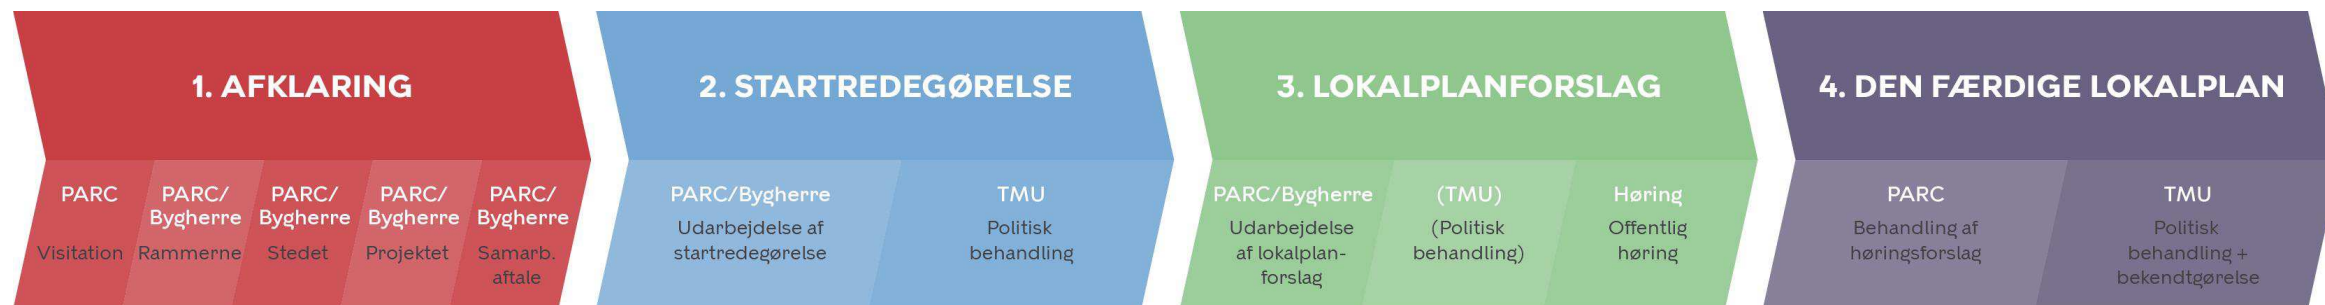 1. AFKLARING
PARC
Visitation
PARC/
Bygherre
Rammerne
PARC/
Bygherre
Stedet
PARC/
Bygherre
Projektet
PARC/
Bygherre
Samarb.
aftale
2. STARTREDEGØRELSE
PARC/Bygherre
Udarbejdelse af
startredegørelse
TMU
Politisk
behandling
3. LOKALPLANFORSLAG
PARC/Bygherre
Udarbejdelse
af lokalplan-
forslag
(TMU)
(Politisk
behandling)
Høring
Offentlig
høring
4. DEN FÆRDIGE LOKALPLAN
PARC
Behandling af
høringsforslag
TMU
Politisk
behandling +
bekendtgørelse